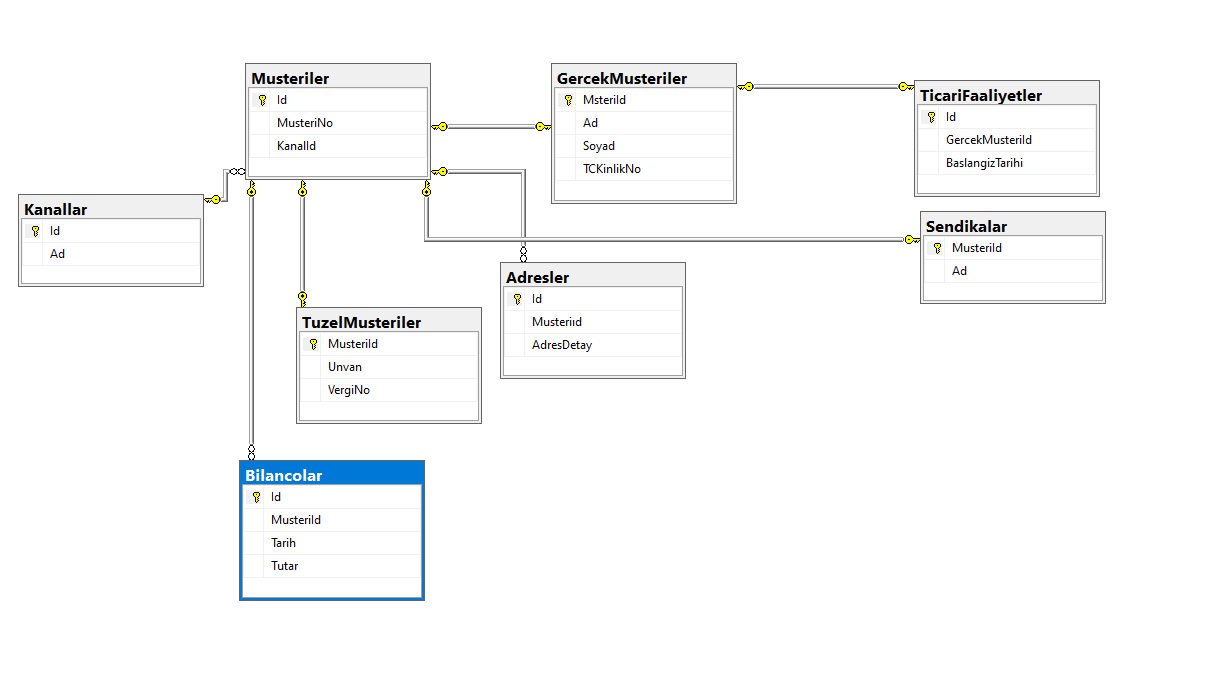 Musteriler
Id
MusteriNo
KanalId
GercekMusteriler
MsteriId
Ad
Soyad
TCKinlikNo
TicariFaaliyetler
Id
GercekMusteriId
BaslangizTarihi
Kanallar
Id
Ad
Sendikalar
MusteriId
Ad
Adresler
Id
Musteriıd
AdresDetay
TuzelMusteriler
MusteriId
Unvan
VergiNo
Bilancolar
Id
MusteriId
Tarih
Tutar